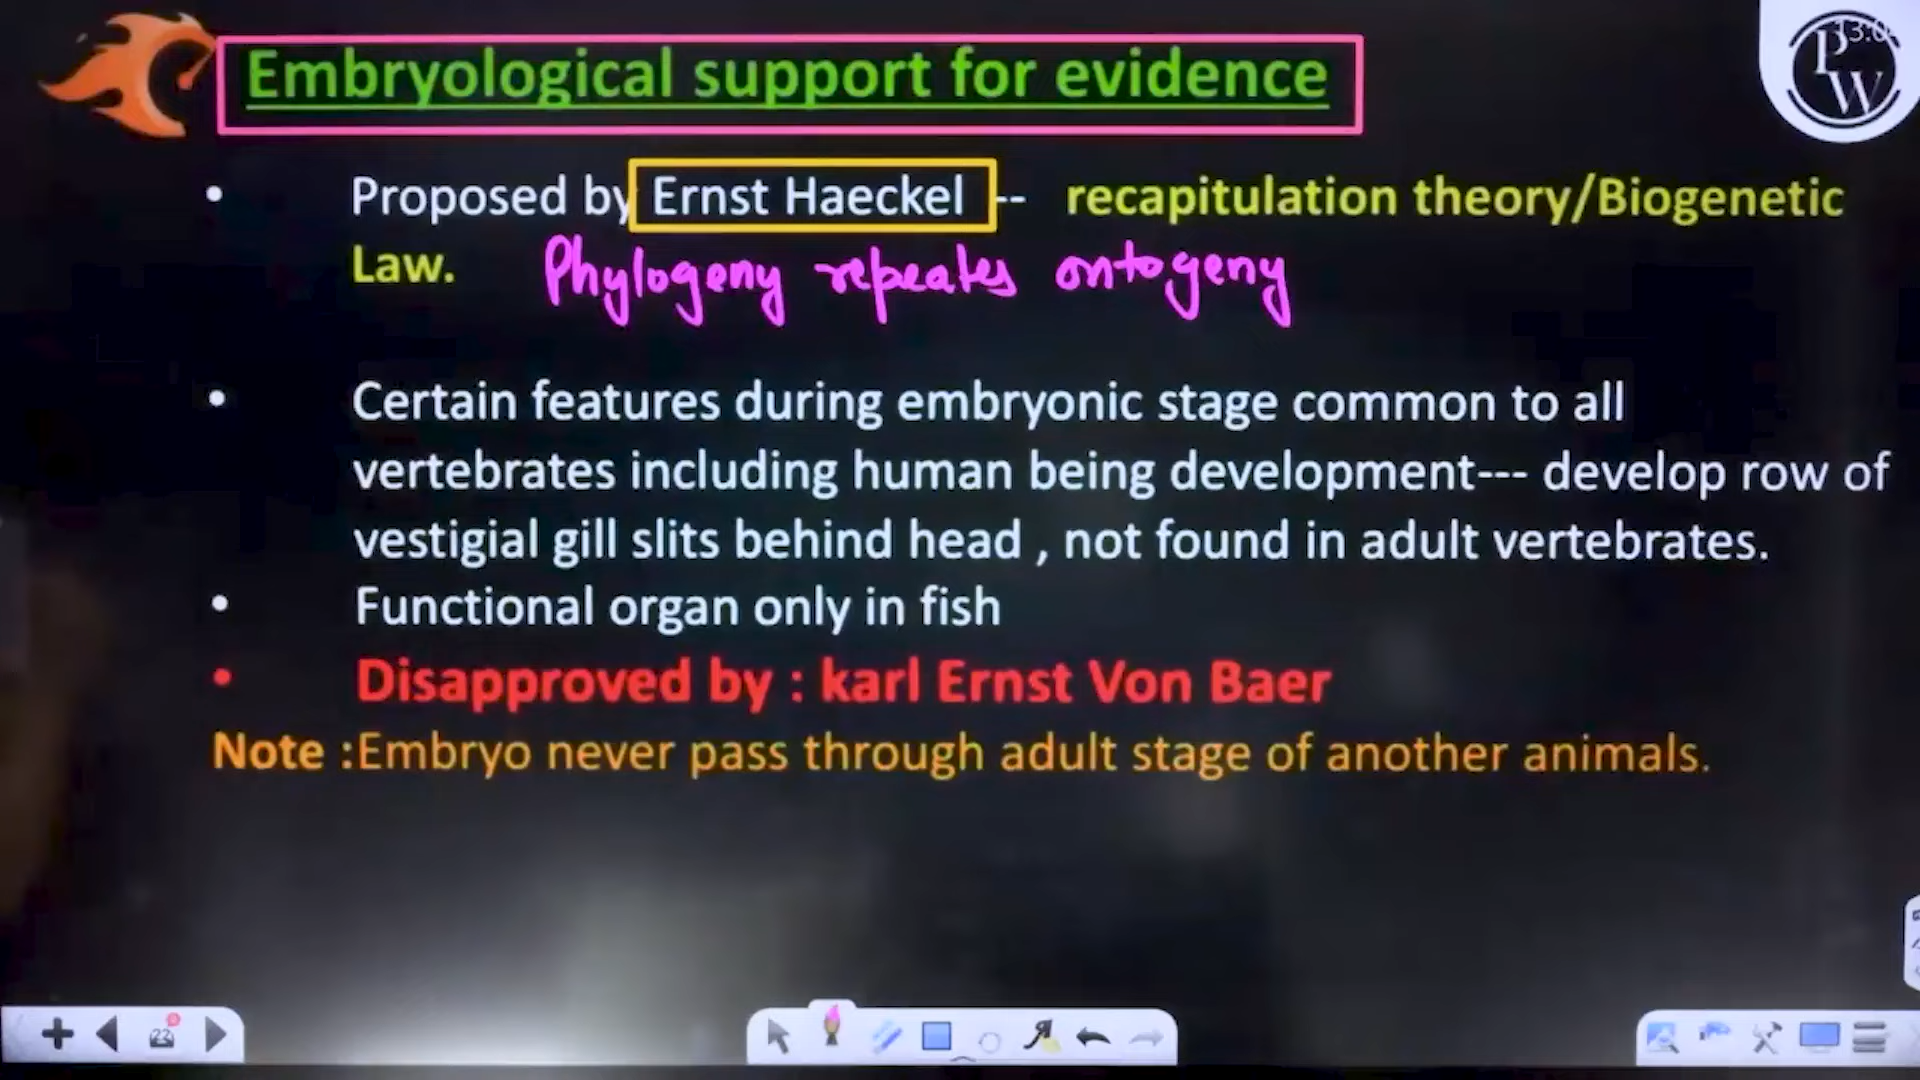 Embryological support for evidence
PW
• Proposed by Ernst Haeckel -- recapitulation theory/Biogenetic
Law. Phylogeny repeates ontogeny
• Certain features during embryonic stage common to all
vertebrates including human being development--- develop row of
vestigial gill slits behind head , not found in adult vertebrates.
• Functional organ only in fish
• Disapproved by : karl Ernst Von Baer
Note :Embryo never pass through adult stage of another animals.
23